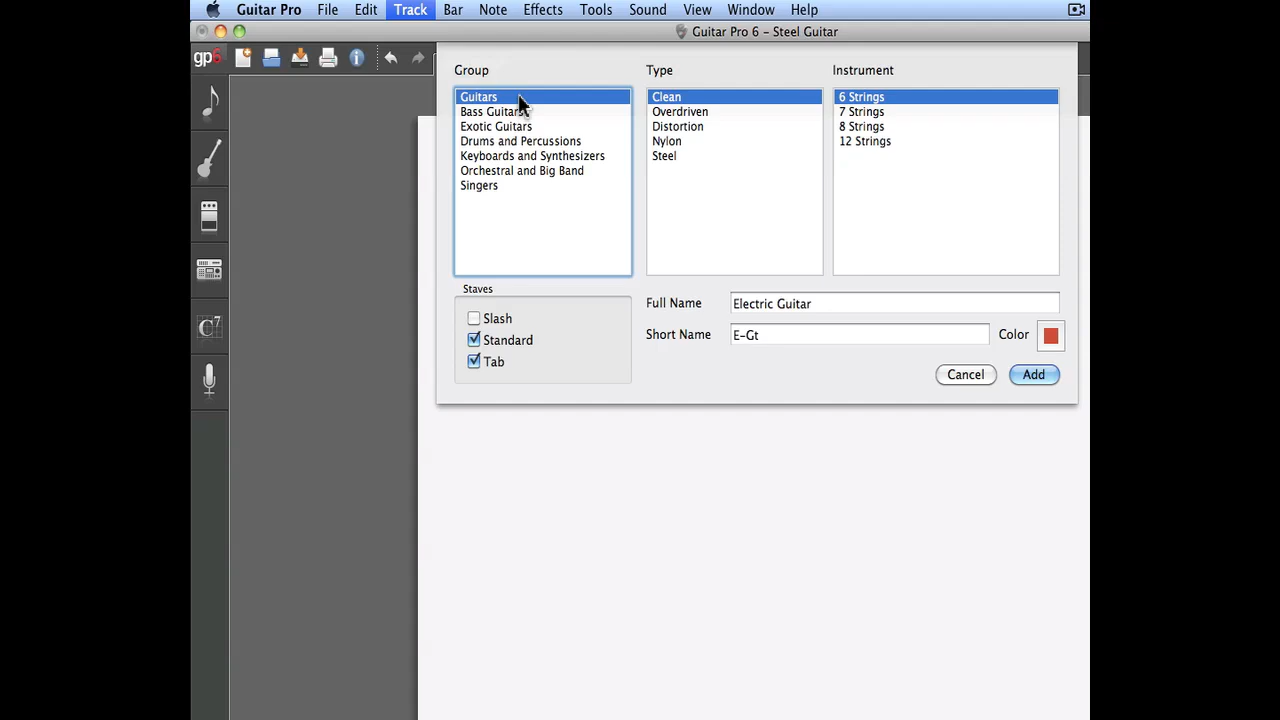 Guitar Pro File Edit Track Bar Note Effects Tools Sound View Window Help
Guitar Pro 6 – Steel Guitar
gp6
Group Type Instrument
Guitars Clean 6 Strings
Bass Guitars Overdriven 7 Strings
Exotic Guitars Distortion 8 Strings
Drums and Percussions Nylon 12 Strings
Keyboards and Synthesizers Steel
Orchestral and Big Band
Singers
Staves
Slash
Standard
Tab
Full Name Electric Guitar
Short Name E-Gt Color
Cancel Add
C7